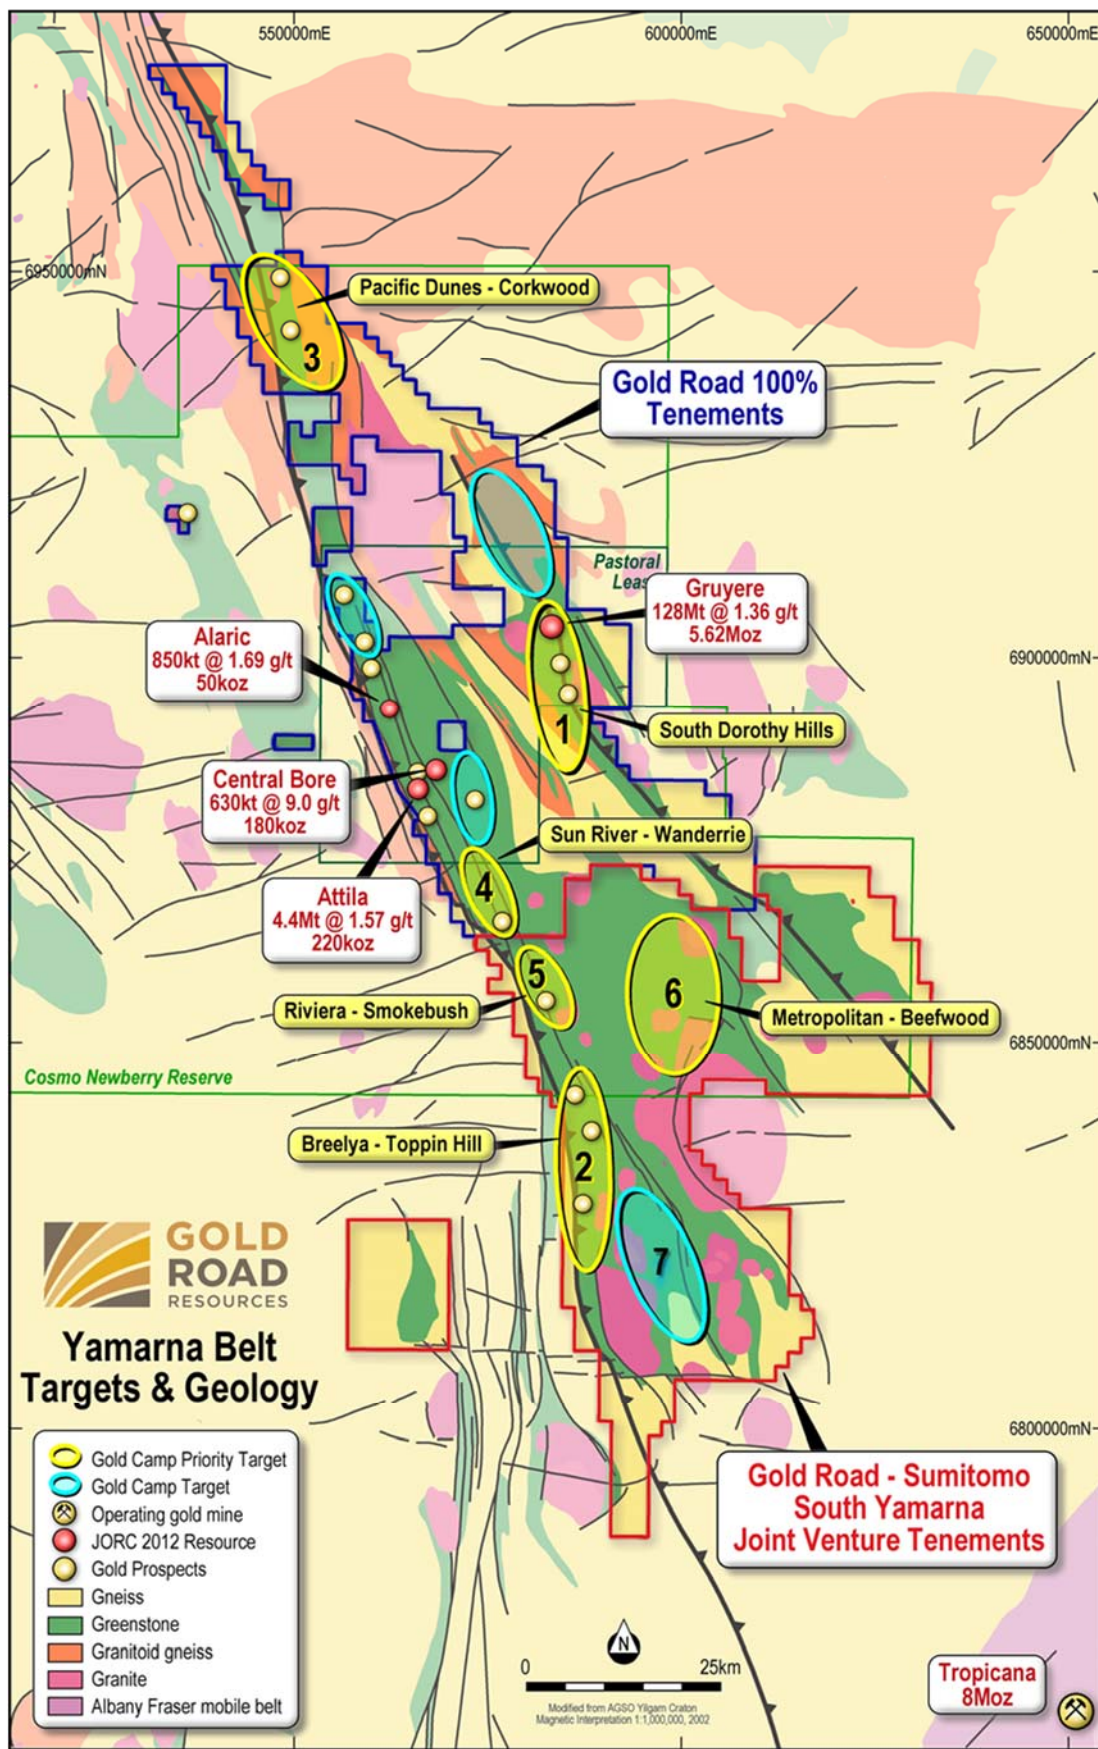 550000mE
600000mE
650000mE
6950000mN
Pacific Dunes - Corkwood
3
Gold Road 100%
Tenements
Pastoral
Leas
Gruyere
128Mt @ 1.36 g/t
5.62Moz
Alaric
850kt @ 1.69 g/t
50koz
6900000mN
1
South Dorothy Hills
Central Bore
630kt @ 9.0 g/t
180koz
Sun River - Wanderrie
4
Attila
4.4Mt @ 1.57 g/t
220koz
5
6
Riviera - Smokebush
Metropolitan - Beefwood
6850000mN
Cosmo Newberry Reserve
Breelya - Toppin Hill
2
7
GOLD
ROAD
RESOURCES
Yamarna Belt
Targets & Geology
6800000mN
Gold Camp Priority Target
Gold Camp Target
Operating gold mine
JORC 2012 Resource
Gold Prospects
Gneiss
Greenstone
Granitoid gneiss
Granite
Albany Fraser mobile belt
Gold Road - Sumitomo
South Yamarna
Joint Venture Tenements
N
0
25km
Modified from AGSO Yilgarn Craton
Magnetic Interpretation 1:1,000,000, 2002
Tropicana
8Moz